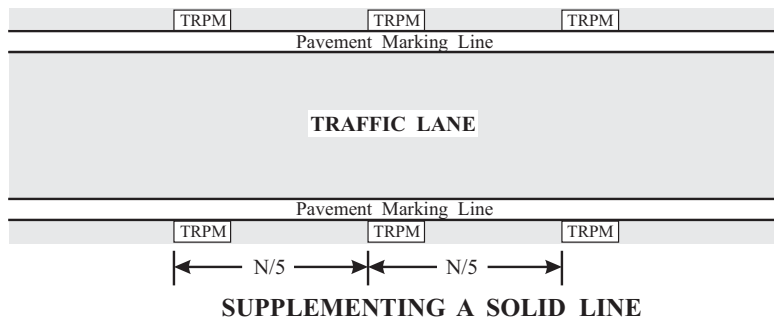 TRPM TRPM TRPM
Pavement Marking Line
TRAFFIC LANE
Pavement Marking Line
TRPM TRPM TRPM
N/5 N/5
SUPPLEMENTING A SOLID LINE